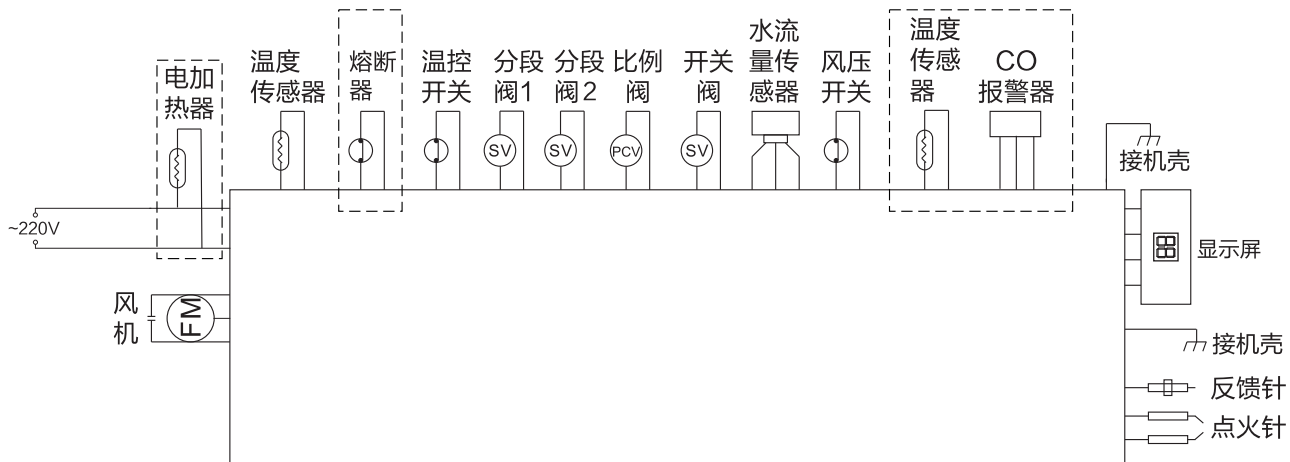 电加
热器
温度
传感器
熔断
器
温控
开关
分段
阀1
分段
阀2
比例
阀
开关
阀
水流
量传
感器
风压
开关
温度
传感
器
CO
报警器
SV
SV
PCV
SV
接机壳
~220V
显示屏
风
机
FM
接机壳
反馈针
点火针